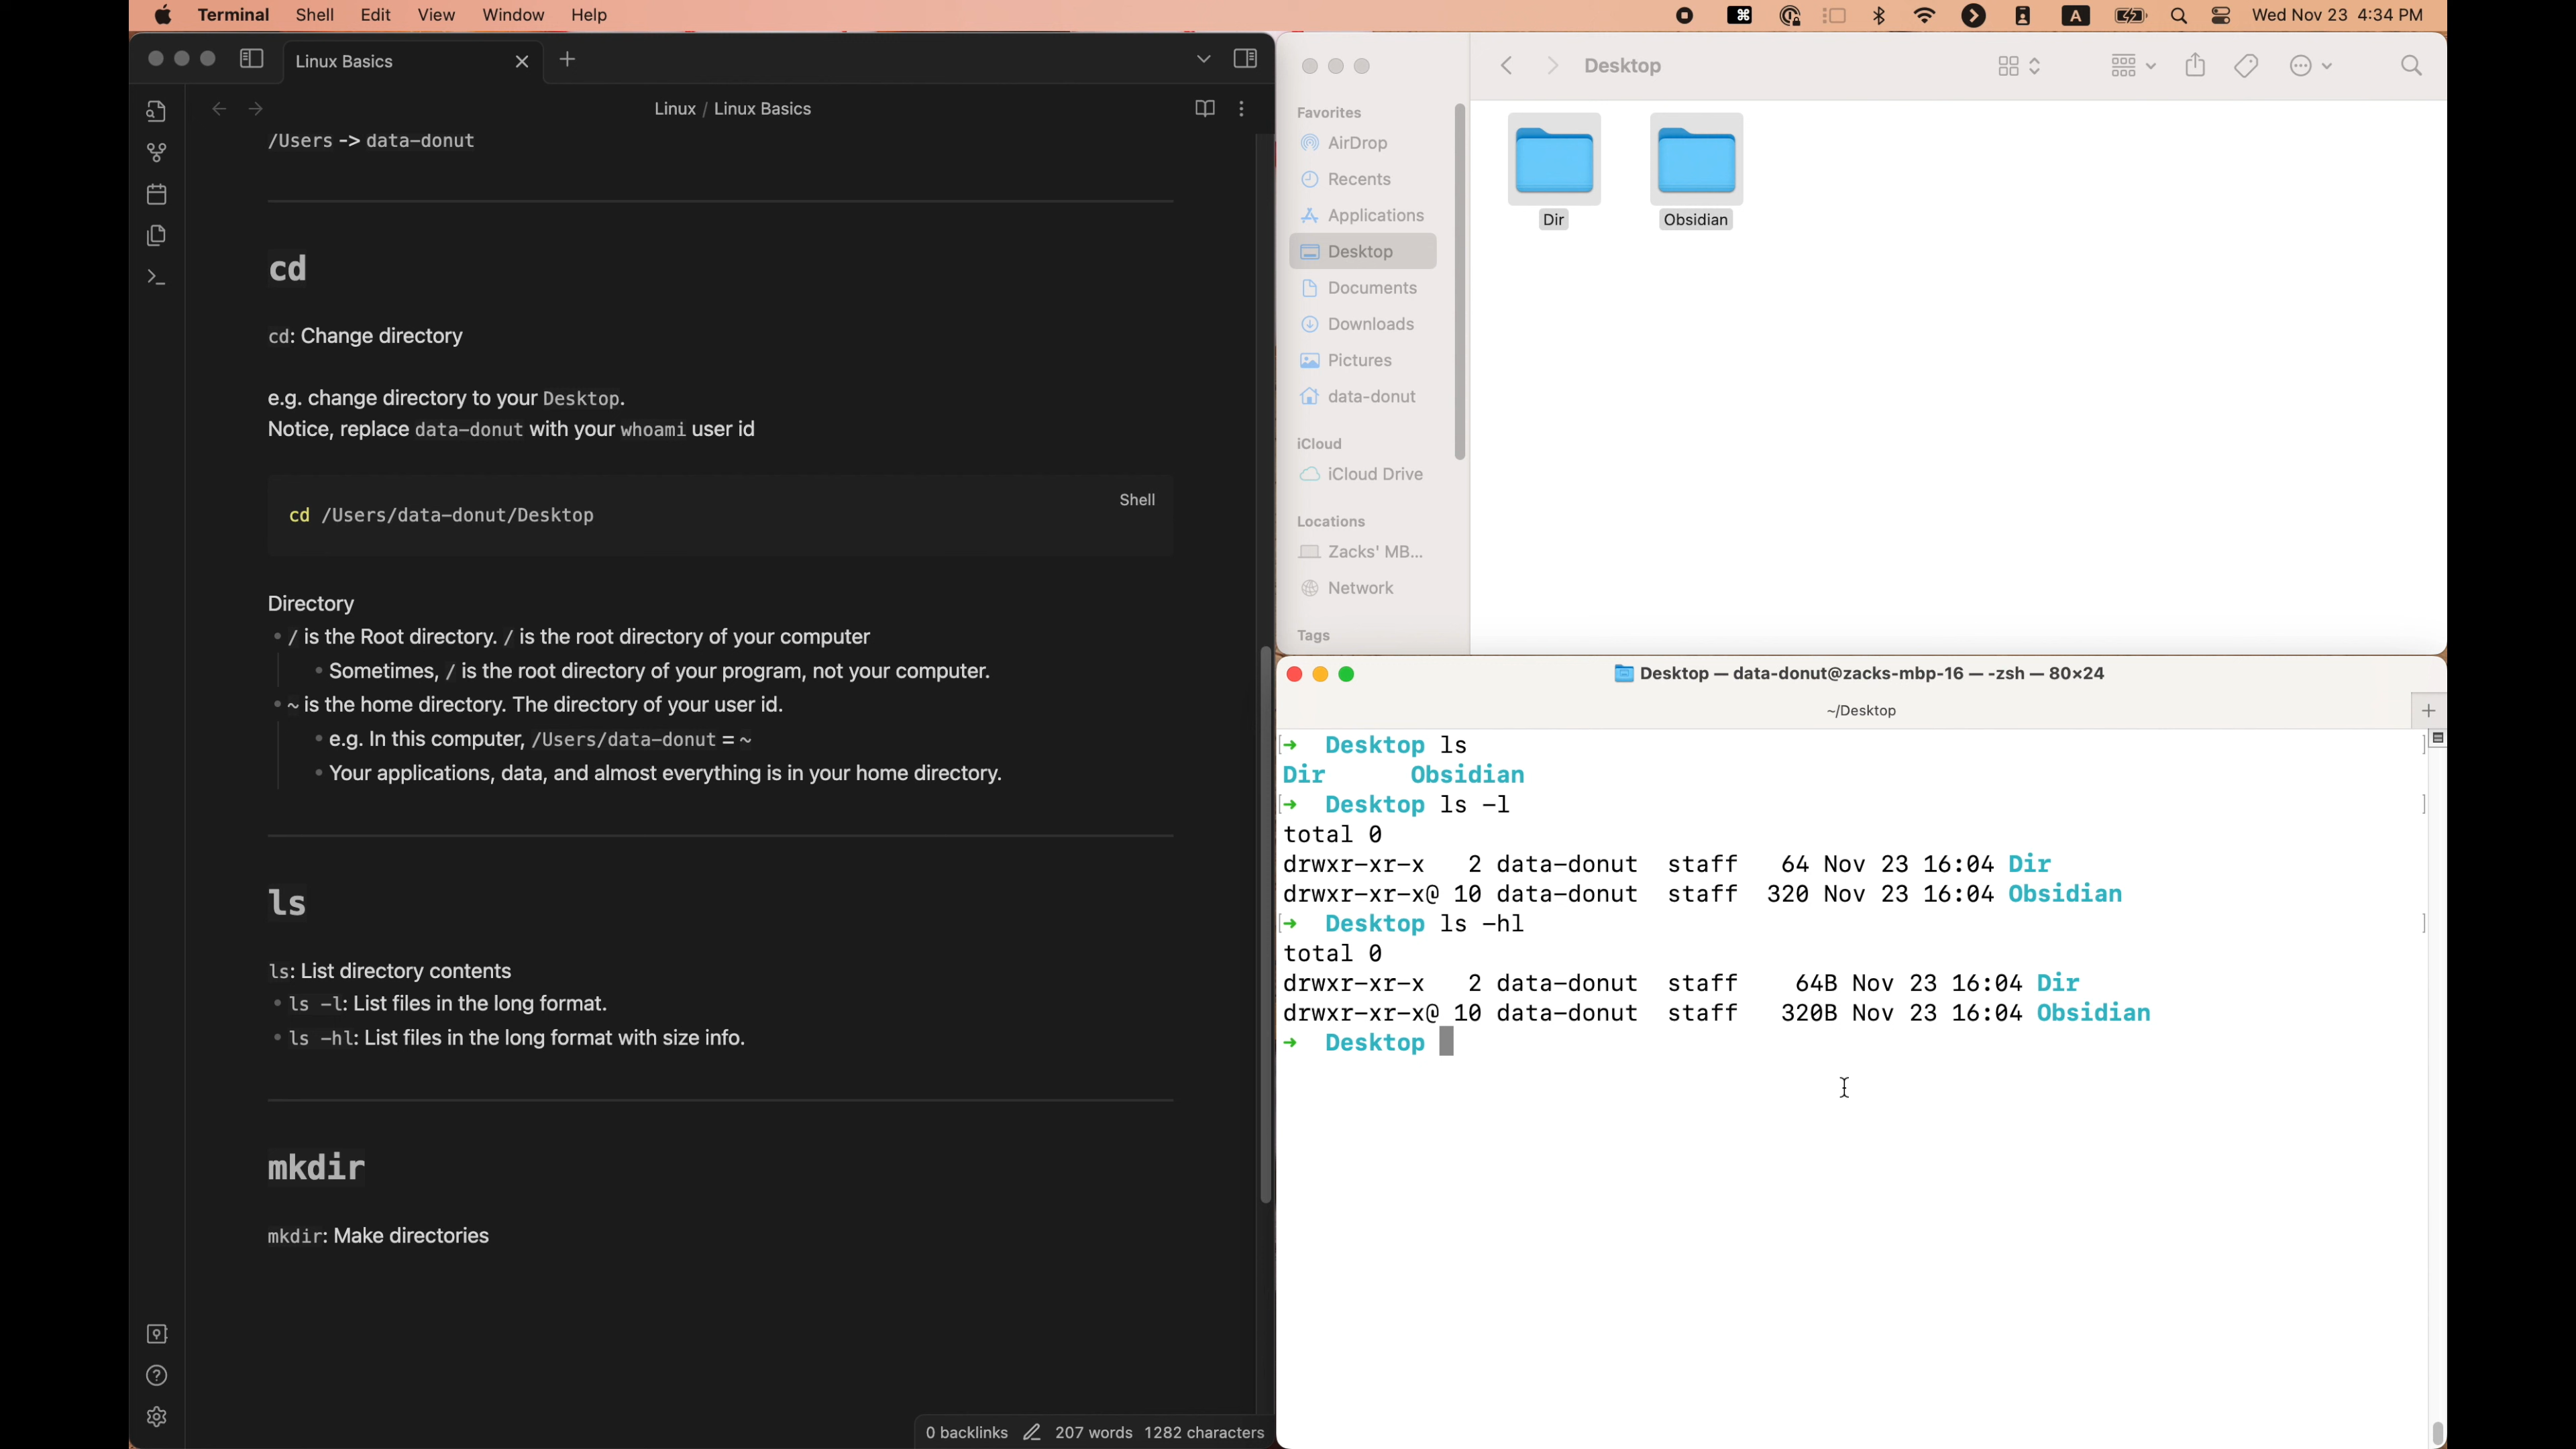 Terminal Shell Edit View Window Help
A
Wed Nov 23 4:34 PM
Linux Basics
Linux / Linux Basics
/Users -> data-donut
cd
cd: Change directory
e.g. change directory to your Desktop.
Notice, replace data-donut with your whoami user id
Shell
cd /Users/data-donut/Desktop
Directory
• / is the Root directory. / is the root directory of your computer
• Sometimes, / is the root directory of your program, not your computer.
• ~ is the home directory. The directory of your user id.
• e.g. In this computer, /Users/data-donut = ~
• Your applications, data, and almost everything is in your home directory.
ls
ls: List directory contents
• ls -l: List files in the long format.
• ls -hl: List files in the long format with size info.
mkdir
mkdir: Make directories
0 backlinks 207 words 1282 characters
Desktop
Favorites
AirDrop
Recents
Applications
Desktop
Documents
Downloads
Pictures
data-donut
iCloud
iCloud Drive
Locations
Zacks' MB...
Network
Tags
Dir
Obsidian
Desktop — data-donut@zacks-mbp-16 — -zsh — 80×24
~/Desktop
[➜ Desktop ls ]
Dir Obsidian
[➜ Desktop ls -l ]
total 0
drwxr-xr-x 2 data-donut staff 64 Nov 23 16:04 Dir
drwxr-xr-x@ 10 data-donut staff 320 Nov 23 16:04 Obsidian
[➜ Desktop ls -hl ]
total 0
drwxr-xr-x 2 data-donut staff 64B Nov 23 16:04 Dir
drwxr-xr-x@ 10 data-donut staff 320B Nov 23 16:04 Obsidian
➜ Desktop